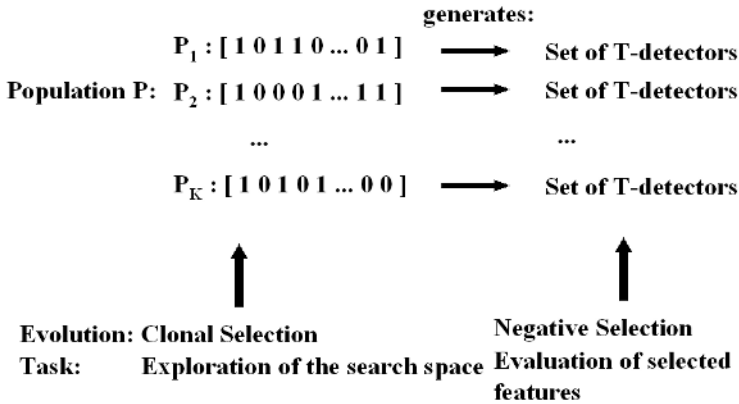 generates:
P1 : [ 1 0 1 1 0 ... 0 1 ] Set of T-detectors
Population P: P2 : [ 1 0 0 0 1 ... 1 1 ] Set of T-detectors
... ...
PK : [ 1 0 1 0 1 ... 0 0 ] Set of T-detectors
Evolution: Clonal Selection Negative Selection
Task: Exploration of the search space Evaluation of selected
features